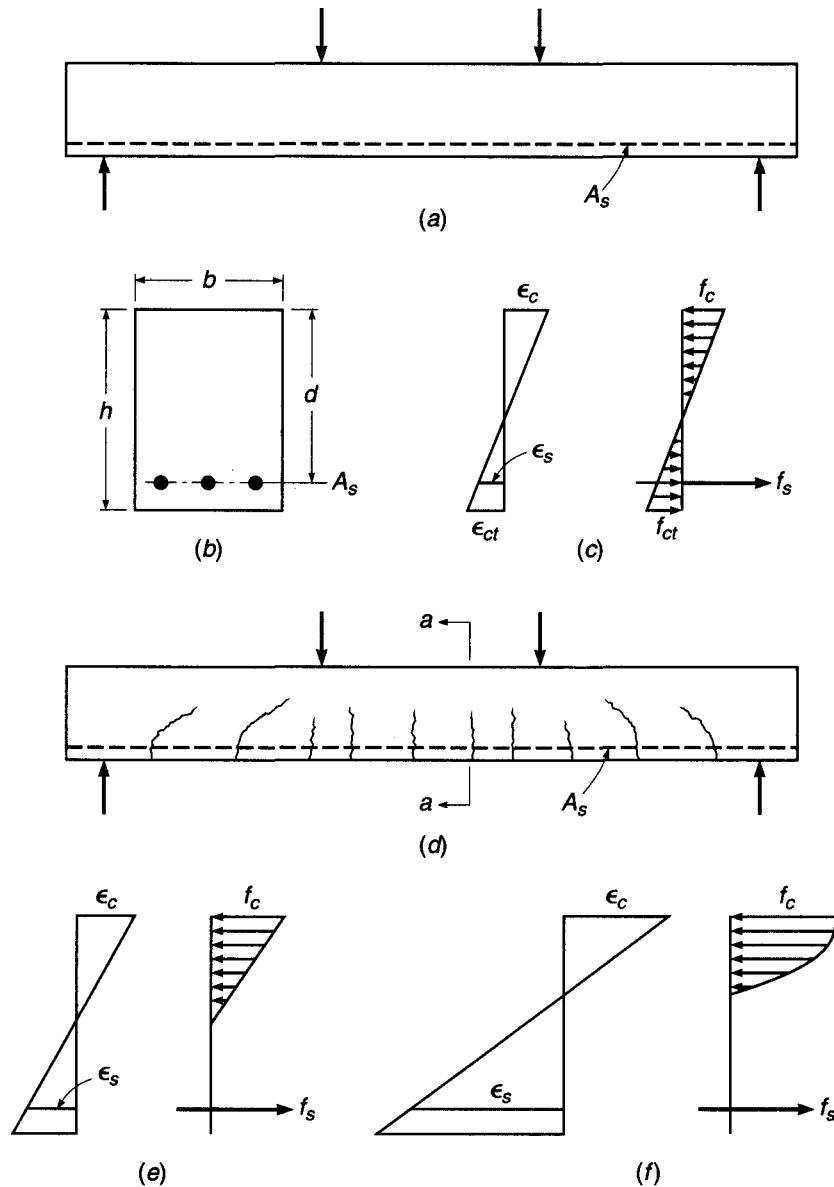 A_s
(a)
b
h
d
A_s
(b)
ϵ_c
ϵ_s
ϵ_ct
f_c
f_s
f_ct
(c)
a
a
A_s
(d)
ϵ_c
ϵ_s
f_c
f_s
(e)
ϵ_c
ϵ_s
f_c
f_s
(f)